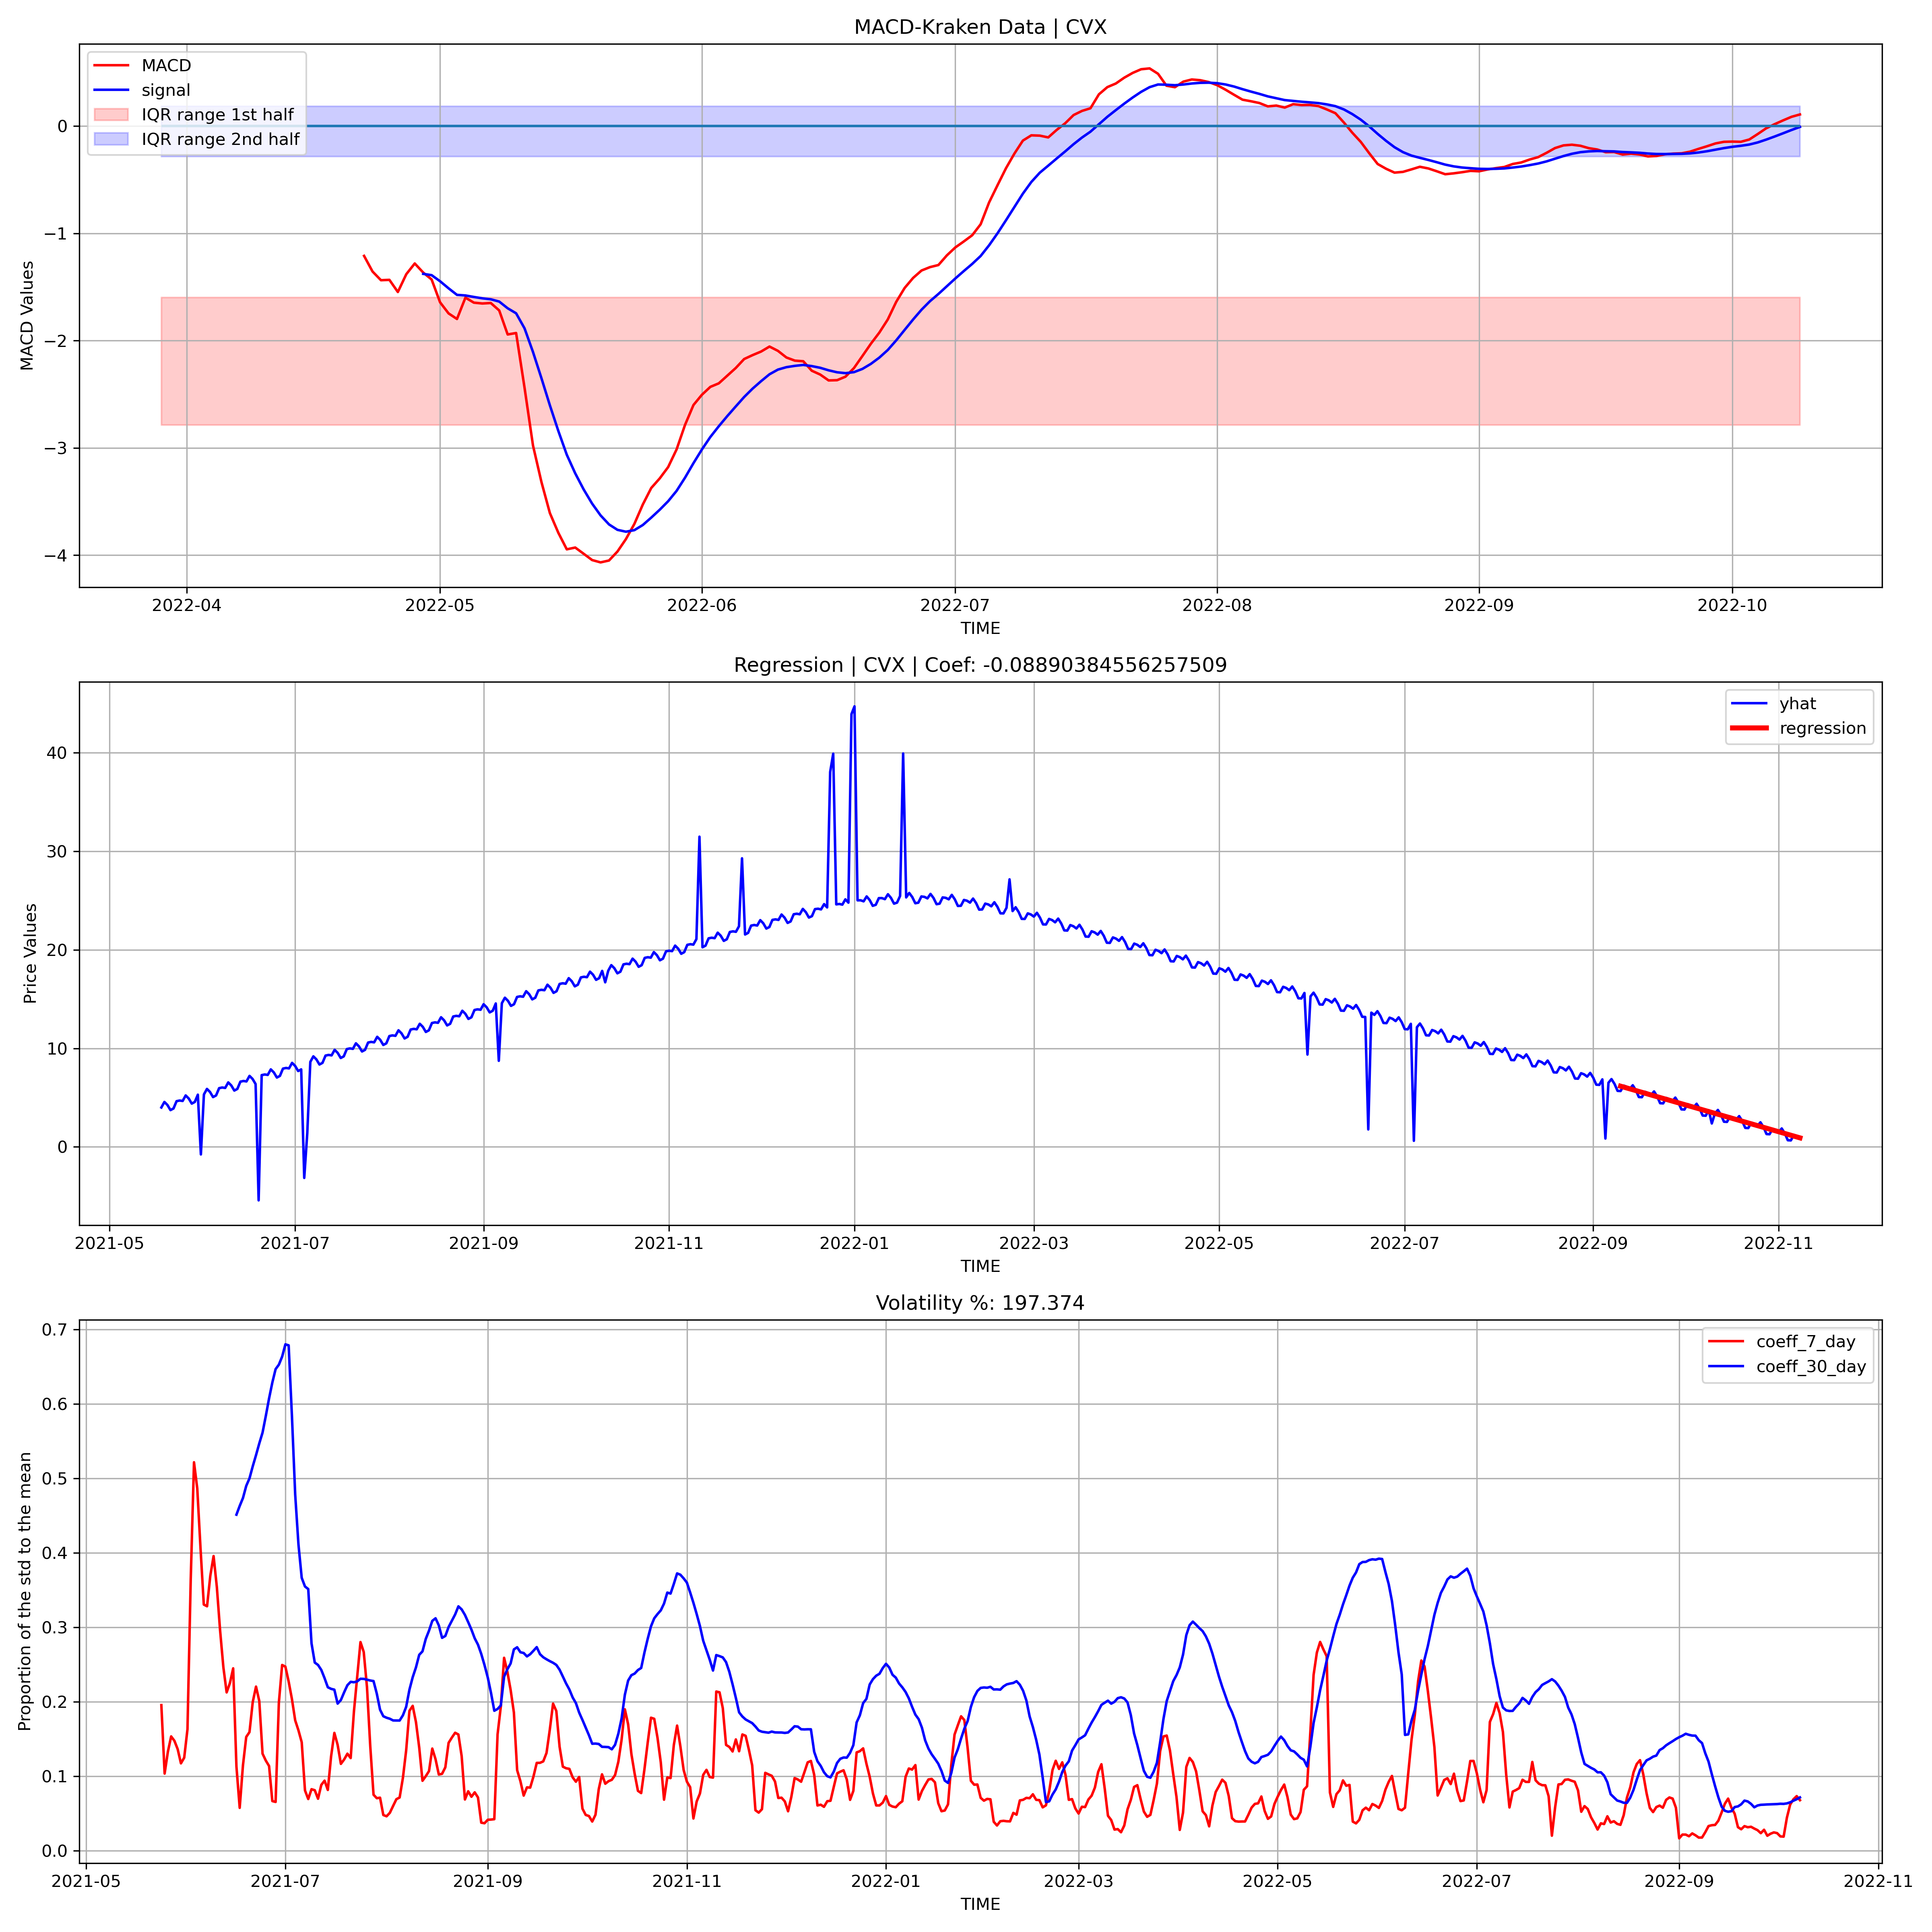 MACD-Kraken Data | CVX
MACD
signal
IQR range 1st half
IQR range 2nd half
MACD Values
0
−1
−2
−3
−4
2022-04 2022-05 2022-06 2022-07 2022-08 2022-09 2022-10
TIME
Regression | CVX | Coef: -0.08890384556257509
yhat
regression
Price Values
40
30
20
10
0
2021-05 2021-07 2021-09 2021-11 2022-01 2022-03 2022-05 2022-07 2022-09 2022-11
TIME
Volatility %: 197.374
coeff_7_day
coeff_30_day
Proportion of the std to the mean
0.7
0.6
0.5
0.4
0.3
0.2
0.1
0.0
2021-05 2021-07 2021-09 2021-11 2022-01 2022-03 2022-05 2022-07 2022-09 2022-11
TIME